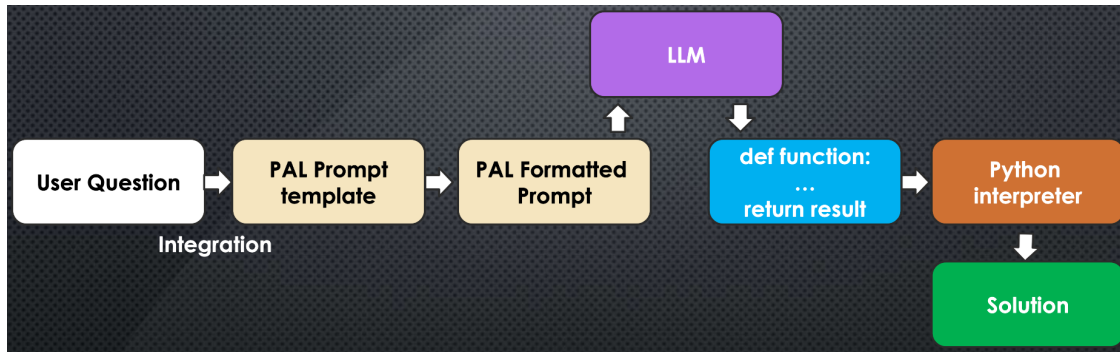 LLM
User Question
PAL Prompt
template
PAL Formatted
Prompt
def function:
...
return result
Python
interpreter
Integration
Solution